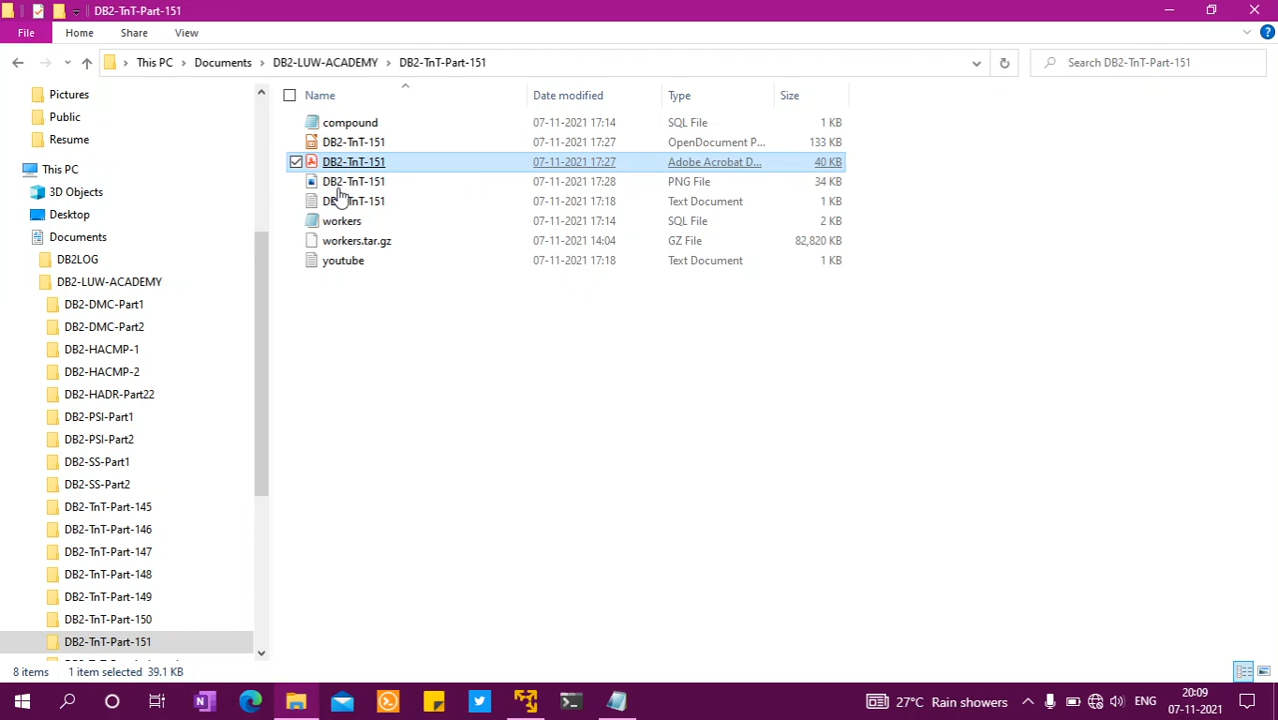 DB2-TnT-Part-151
File Home Share View
This PC Documents DB2-LUW-ACADEMY DB2-TnT-Part-151 Search DB2-TnT-Part-151
Pictures
Public
Resume
This PC
3D Objects
Desktop
Documents
DB2LOG
DB2-LUW-ACADEMY
DB2-DMC-Part1
DB2-DMC-Part2
DB2-HACMP-1
DB2-HACMP-2
DB2-HADR-Part22
DB2-PSI-Part1
DB2-PSI-Part2
DB2-SS-Part1
DB2-SS-Part2
DB2-TnT-Part-145
DB2-TnT-Part-146
DB2-TnT-Part-147
DB2-TnT-Part-148
DB2-TnT-Part-149
DB2-TnT-Part-150
DB2-TnT-Part-151
Name Date modified Type Size
compound 07-11-2021 17:14 SQL File 1 KB
DB2-TnT-151 07-11-2021 17:27 OpenDocument P... 133 KB
DB2-TnT-151 07-11-2021 17:27 Adobe Acrobat D... 40 KB
DB2-TnT-151 07-11-2021 17:28 PNG File 34 KB
DB2-TnT-151 07-11-2021 17:18 Text Document 1 KB
workers 07-11-2021 17:14 SQL File 2 KB
workers.tar.gz 07-11-2021 14:04 GZ File 82,820 KB
youtube 07-11-2021 17:18 Text Document 1 KB
8 items 1 item selected 39.1 KB
27°C Rain showers ENG 20:09
07-11-2021